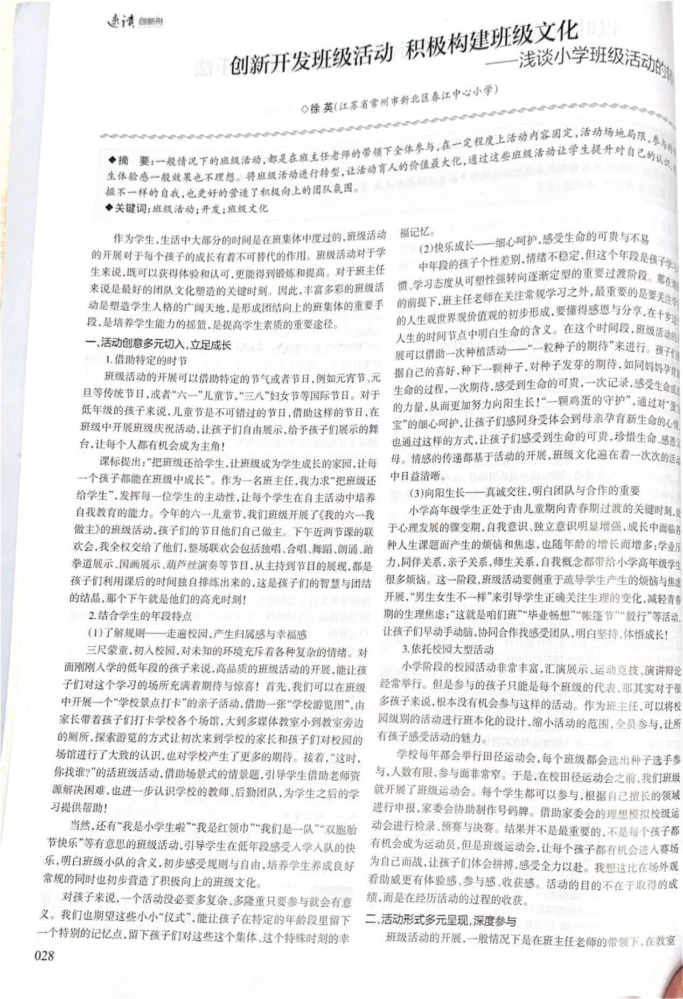 速读 创新舟
创新开发班级活动 积极构建班级文化
——浅谈小学班级活动的转
◇徐 英(江苏省常州市新北区春江中心小学)
◆摘 要:一般情况下的班级活动,都是在班主任老师的带领下全体参与,在一定程度上活动内容固定,活动场地局限,参与的
生体验感一般效果也不理想。将班级活动进行转型,让活动育人的价值最大化,通过这些班级活动让学生提升对自己的认识,
掘不一样的自我,也更好的营造了积极向上的团队氛围。
◆关键词:班级活动;开发;班级文化
作为学生,生活中大部分的时间是在班集体中度过的,班级活动
的开展对于每个孩子的成长有着不可替代的作用。班级活动对于学
生来说,既可以获得体验和认可,更能得到锻炼和提高。对于班主任
来说是最好的团队文化塑造的关键时刻。因此,丰富多彩的班级活
动是塑造学生人格的广阔天地,是形成团结向上的班集体的重要手
段,是培养学生能力的摇篮,是提高学生素质的重要途径。
一、活动创意多元切入,立足成长
1.借助特定的时节
班级活动的开展可以借助特定的节气或者节日,例如元宵节、元
旦等传统节日,或者“六一”儿童节,“三八”妇女节等国际节日。对于
低年级的孩子来说,儿童节是不可错过的节日,借助这样的节日,在
班级中开展班级庆祝活动,让孩子们自由展示,给予孩子们展示的舞
台,让每个人都有机会成为主角!
课标提出:“把班级还给学生,让班级成为学生成长的家园,让每
一个孩子都能在班级中成长”。作为一名班主任,我力求“把班级还
给学生”,发挥每一位学生的主动性,让每个学生在自主活动中培养
自我教育的能力。今年的六一儿童节,我们班级开展了《我的六一我
做主》的班级活动,孩子们的节日他们自己做主。下午近两节课的联
欢会,我全权交给了他们,整场联欢会包括独唱、合唱、舞蹈、朗诵、跆
拳道展示、国画展示、葫芦丝演奏等节目,从主持到节目的展现,都是
孩子们利用课后的时间独自排练出来的,这是孩子们的智慧与团结
的结晶,那个下午就是他们的高光时刻!
2.结合学生的年段特点
(1)了解规则——走遍校园,产生归属感与幸福感
三尺蒙童,初入校园,对未知的环境充斥着各种复杂的情绪。对
面刚刚入学的低年段的孩子来说,高品质的班级活动的开展,能让孩
子们对这个学习的场所充满着期待与惊喜!首先,我们可以在班级
中开展一个“学校景点打卡”的亲子活动,借助一张“学校游览图”,由
家长带着孩子们打卡学校各个场馆,大到多媒体教室小到教室旁边
的厕所,探索游览的方式让初次来到学校的家长和孩子们对校园的
场馆进行了大致的认识,也对学校产生了更多的期待。接着,“这时,
你找谁?”的活班级活动,借助场景式的情景题,引导学生借助老师资
源解决困难,也进一步认识学校的教师、后勤团队,为学生之后的学
习提供帮助!
当然,还有“我是小学生啦”“我是红领巾”“我们是一队”“双胞胎
节快乐”等有意思的班级活动,引导学生在低年段感受入学入队的快
乐,明白班级小队的含义,初步感受规则与自由,培养学生养成良好
常规的同时也初步营造了积极向上的班级文化。
对孩子来说,一个活动没必要多复杂、多隆重只要参与就会有意
义。我们也期望这些小小“仪式”,能让孩子在特定的年龄段里留下
一个特别的记忆点,留下孩子们对这些这个集体、这个特殊时刻的幸
028
福记忆。
(2)快乐成长——细心呵护,感受生命的可贵与不易
中年段的孩子个性差别,情绪不稳定,但这个年段是孩子学习
惯、学习态度从可塑性强转向逐渐定型的重要过渡阶段。那在
的前提下,班主任老师在关注常规学习之外,最重要的是要关注学
的人生观世界观价值观的初步形成,要懂得感恩与分享,在十岁这
人生的时间节点中明白生命的含义。在这个时间段,班级活动的
展可以借助一次种植活动——“一粒种子的期待”来进行。孩子们
据自己的喜好,种下一颗种子,对种子发芽的期待,如同妈妈孕育
生命的过程,一次期待,感受到生命的可贵,一次记录,感受生命成长
的力量,从而更加努力向阳生长!“一颗鸡蛋的守护”,通过对“蛋宝
宝”的细心呵护,让孩子们感同身受体会到母亲孕育新生命的心情,
也通过这样的方式,让孩子们感受到生命的可贵,珍惜生命、感恩父
母。情感的传递都基于活动的开展,班级文化遍在着一次次的活动
中日益清晰。
(3)向阳生长——真诚交往,明白团队与合作的重要
小学高年级学生正处于由儿童期向青春期过渡的关键时刻,处
于心理发展的骤变期,自我意识、独立意识明显增强,成长中面临各
种人生课题而产生的烦恼和焦虑,也随年龄的增长而增多:学业压
力,同伴关系,亲子关系,师生关系,自我概念都带给小学高年级学生
很多烦恼。这一阶段,班级活动要侧重于疏导学生产生的烦恼与焦虑
开展,“男生女生不一样”来引导学生正确关注生理的变化,减轻青春
期的生理焦虑;“这就是咱们班”“毕业畅想”“帐篷节”“毅行”等活动,
让孩子们早动手动脑,协同合作找感受团队,明白坚持,体悟成长!
3.依托校园大型活动
小学阶段的校园活动非常丰富,汇演展示、运动竞技、演讲辩论
经常举行。但是参与的孩子只能是每个班级的代表,那其实对于很
多孩子来说,根本没有机会参与这样的活动。作为班主任,可以将校
园级别的活动进行班本化的设计,缩小活动的范围,全员参与,让所
有孩子感受活动的魅力。
学校每年都会举行田径运动会,每个班级都会选出种子选手参
与,人数有限,参与面非常窄。于是,在校田径运动会之前,我们班级
就开展了班级运动会。每个学生都可以参与,根据自己擅长的领域
进行申报,家委会协助制作号码牌。借助家委会的理想模拟校级运
动会进行检录、预赛与决赛。结果并不是最重要的,不是每个孩子都
有机会成为运动员,但是班级运动会,让每个孩子都有机会进入赛场
为自己而战,让孩子们体会拼搏,感受全力以赴。我想这比在场外观
看助威更有体验感、参与感、收获感。活动的目的不在于取得的成
绩,而是在经历活动的过程的收获。
二、活动形式多元呈现,深度参与
班级活动的开展,一般情况下是在班主任老师的带领下,在教室